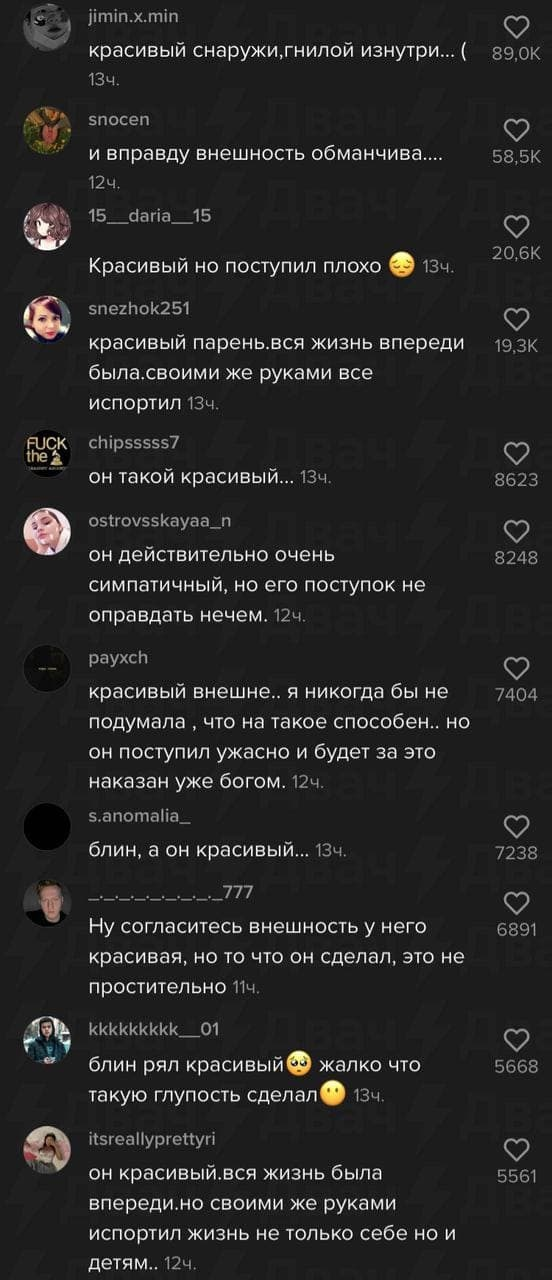 jimin.x.min
красивый снаружи,гнилой изнутри... (
13ч.
89,0K
snocen
и вправду внешность обманчива....
12ч.
58,5K
15__daria__15
Красивый но поступил плохо 😔 13ч.
20,6K
snezhok251
красивый парень.вся жизнь впереди
была.своими же руками все
испортил 13ч.
19,3K
FUCK
the
chipsssss7
он такой красивый... 13ч.
8623
ostrovsskayaa_n
он действительно очень
симпатичный, но его поступок не
оправдать нечем. 12ч.
8248
payxch
красивый внешне.. я никогда бы не
подумала , что на такое способен.. но
он поступил ужасно и будет за это
наказан уже богом. 12ч.
7404
s.anomalia_
блин, а он красивый... 13ч.
7238
_._._._._._._._777
Ну согласитесь внешность у него
красивая, но то что он сделал, это не
простительно 11ч.
6891
kkkkkkkkk__01
блин рял красивый🥺 жалко что
такую глупость сделал😶 13ч.
5668
itsreallyprettyri
он красивый.вся жизнь была
впереди.но своими же руками
испортил жизнь не только себе но и
детям.. 12ч.
5561
Двач